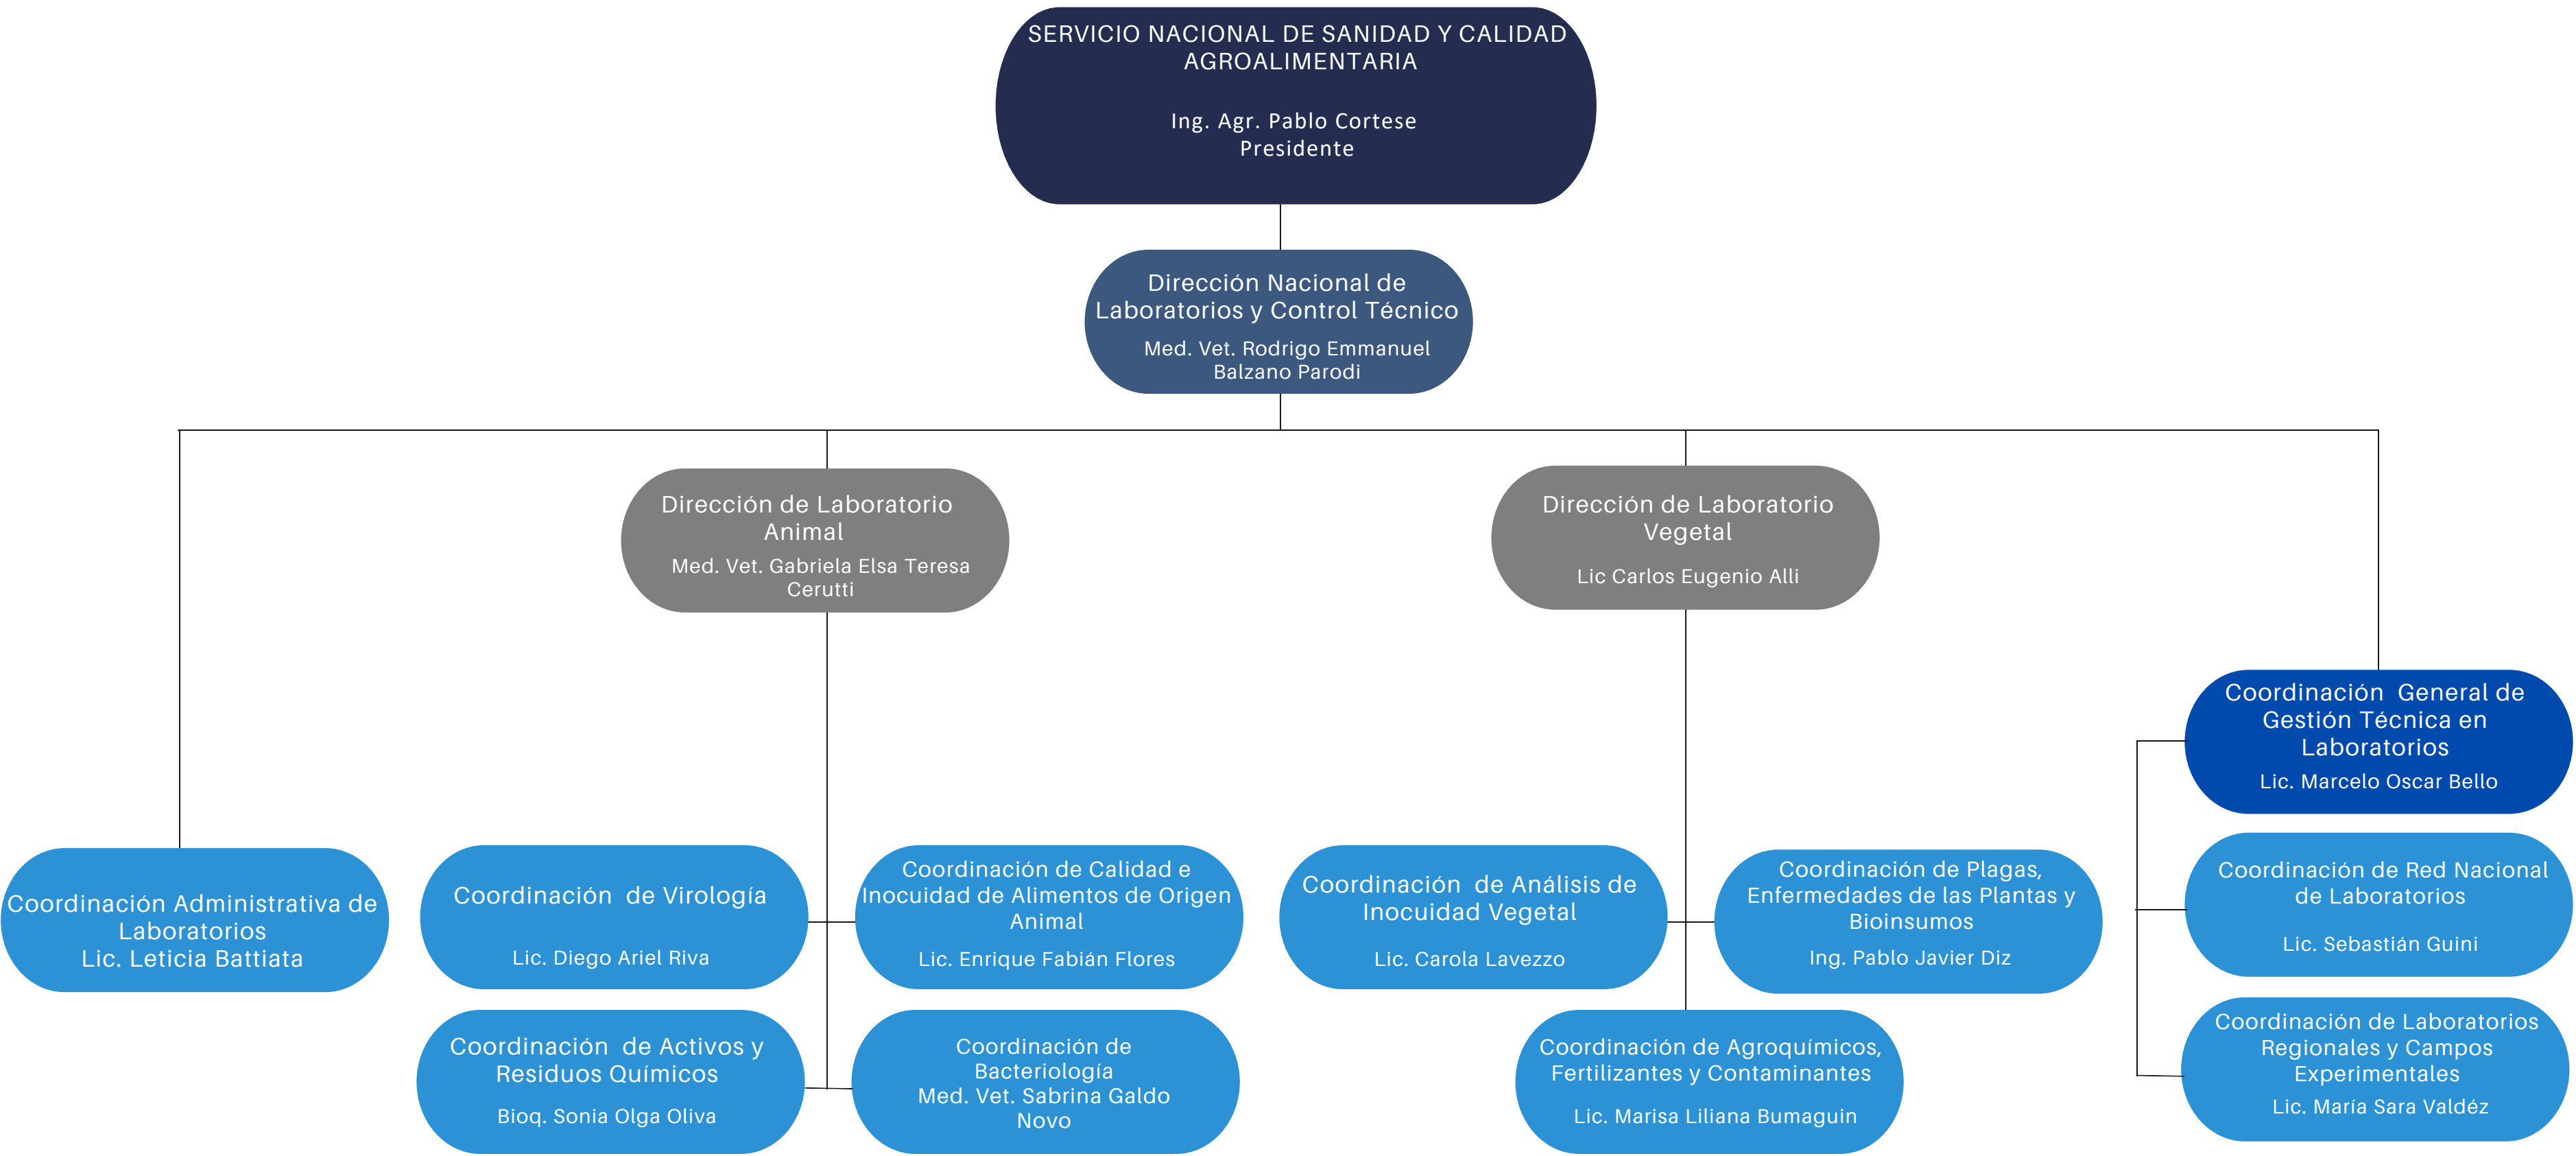 SERVICIO NACIONAL DE SANIDAD Y CALIDAD
AGROALIMENTARIA
Ing. Agr. Pablo Cortese
Presidente
Dirección Nacional de
Laboratorios y Control Técnico
Med. Vet. Rodrigo Emmanuel
Balzano Parodi
Dirección de Laboratorio
Animal
Med. Vet. Gabriela Elsa Teresa
Cerutti
Dirección de Laboratorio
Vegetal
Lic Carlos Eugenio Alli
Coordinación General de
Gestión Técnica en
Laboratorios
Lic. Marcelo Oscar Bello
Coordinación Administrativa de
Laboratorios
Lic. Leticia Battiata
Coordinación de Virología
Lic. Diego Ariel Riva
Coordinación de Calidad e
Inocuidad de Alimentos de Origen
Animal
Lic. Enrique Fabián Flores
Coordinación de Análisis de
Inocuidad Vegetal
Lic. Carola Lavezzo
Coordinación de Plagas,
Enfermedades de las Plantas y
Bioinsumos
Ing. Pablo Javier Diz
Coordinación de Red Nacional
de Laboratorios
Lic. Sebastián Guini
Coordinación de Activos y
Residuos Químicos
Bioq. Sonia Olga Oliva
Coordinación de
Bacteriología
Med. Vet. Sabrina Galdo
Novo
Coordinación de Agroquímicos,
Fertilizantes y Contaminantes
Lic. Marisa Liliana Bumaguin
Coordinación de Laboratorios
Regionales y Campos
Experimentales
Lic. María Sara Valdéz